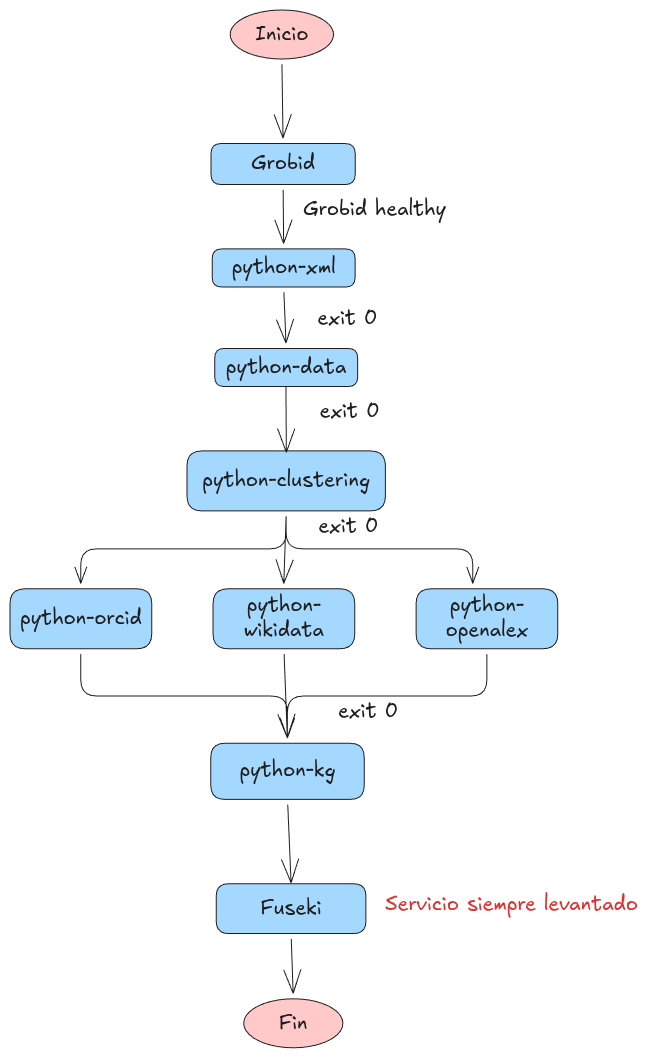 Inicio
Grobid
Grobid healthy
python-xml
exit 0
python-data
exit 0
python-clustering
exit 0
python-orcid
python-
wikidata
python-
openalex
exit 0
python-kg
Fuseki
Servicio siempre levantado
Fin